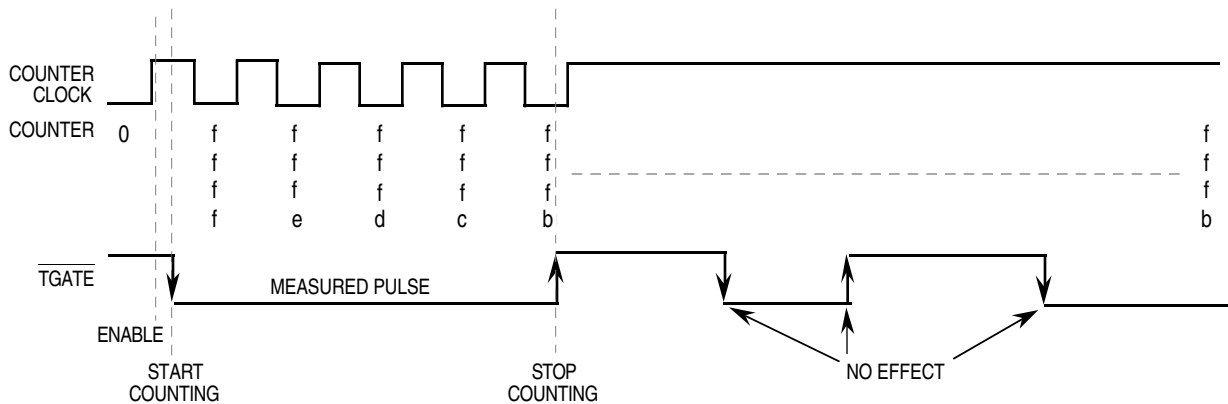 COUNTER
CLOCK
COUNTER 0 f f f f f f
f f f f f f
f f f f f f
f e d c b b
TGATE
MEASURED PULSE
ENABLE
START
COUNTING
STOP
COUNTING
NO EFFECT